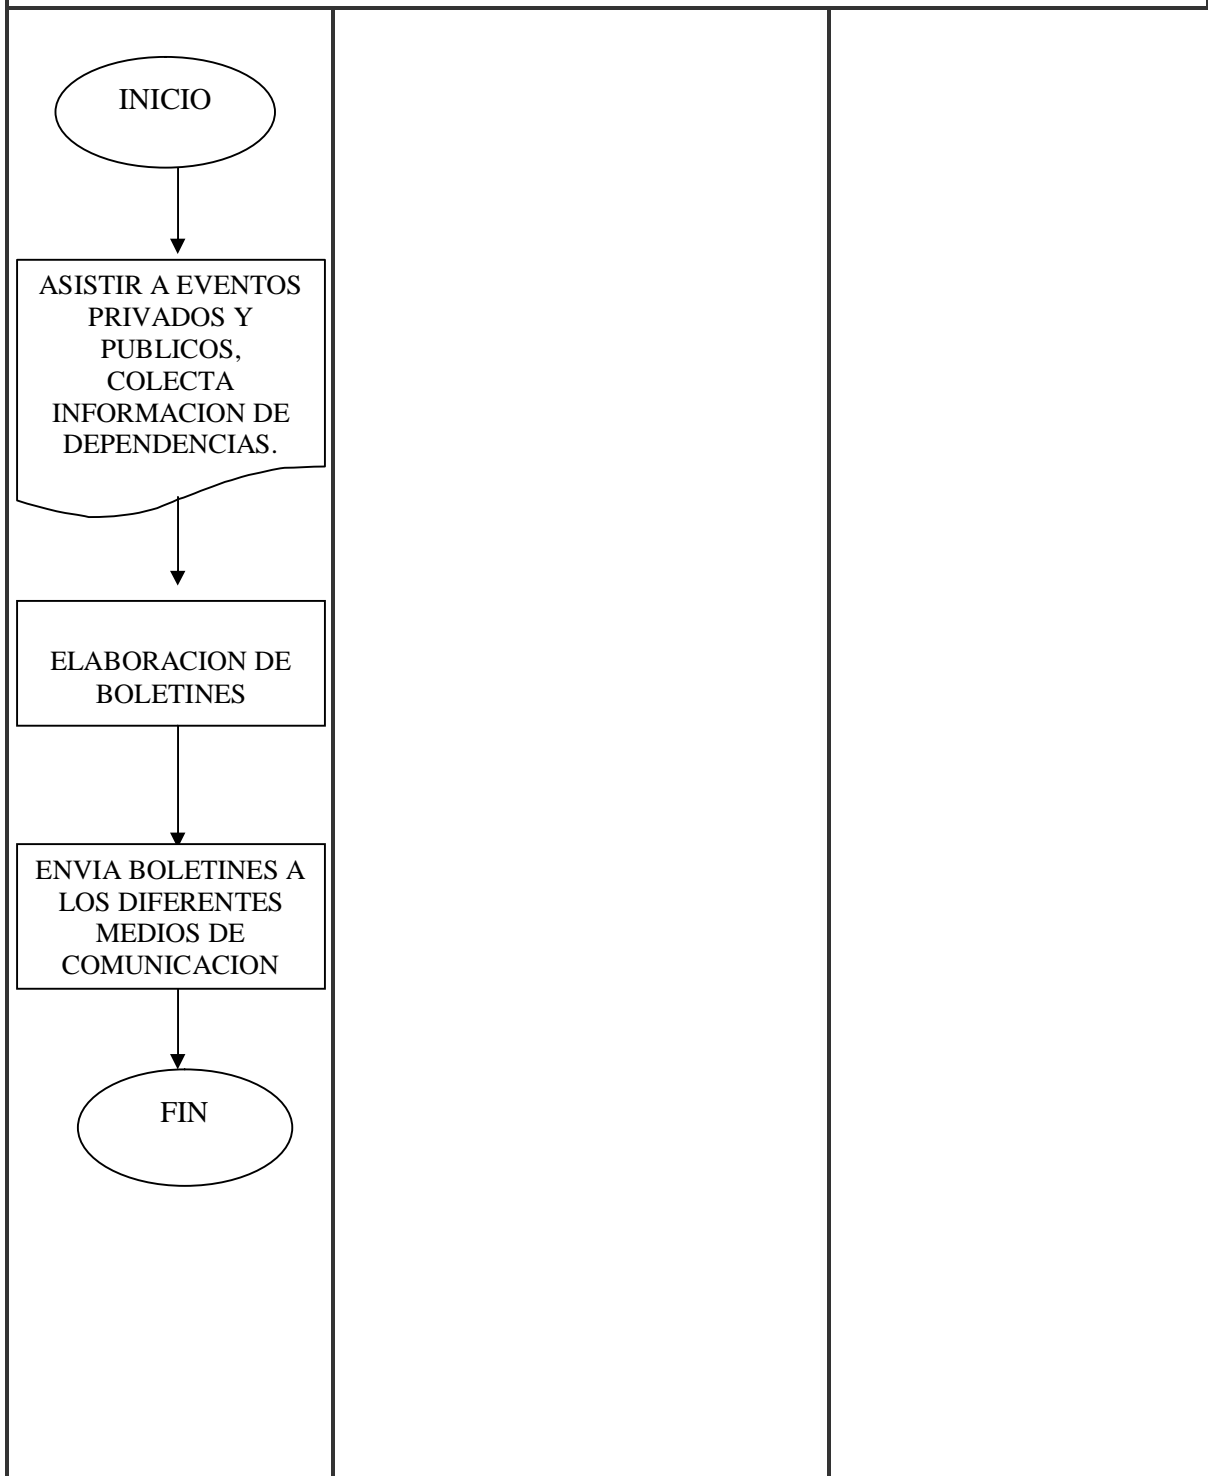 INICIO
ASISTIR A EVENTOS
PRIVADOS Y
PUBLICOS,
COLECTA
INFORMACION DE
DEPENDENCIAS.
ELABORACION DE
BOLETINES
ENVIA BOLETINES A
LOS DIFERENTES
MEDIOS DE
COMUNICACION
FIN